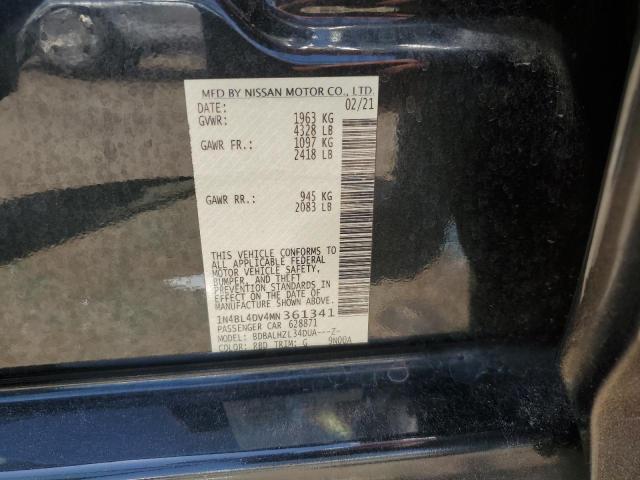 MFD BY NISSAN MOTOR CO., LTD.
DATE: 02/21
GVWR: 1963 KG
4328 LB
GAWR FR.: 1097 KG
2418 LB
GAWR RR.: 945 KG
2083 LB
THIS VEHICLE CONFORMS TO
ALL APPLICABLE FEDERAL
MOTOR VEHICLE SAFETY,
BUMPER, AND THEFT
PREVENTION STANDARDS IN
EFFECT ON THE DATE OF
MANUFACTURE SHOWN ABOVE.
1N4BL4DV4MN361341
PASSENGER CAR 628871
MODEL: BDBALHZL34DUA---Z-
COLOR: RBD TRIM: G 9N00A